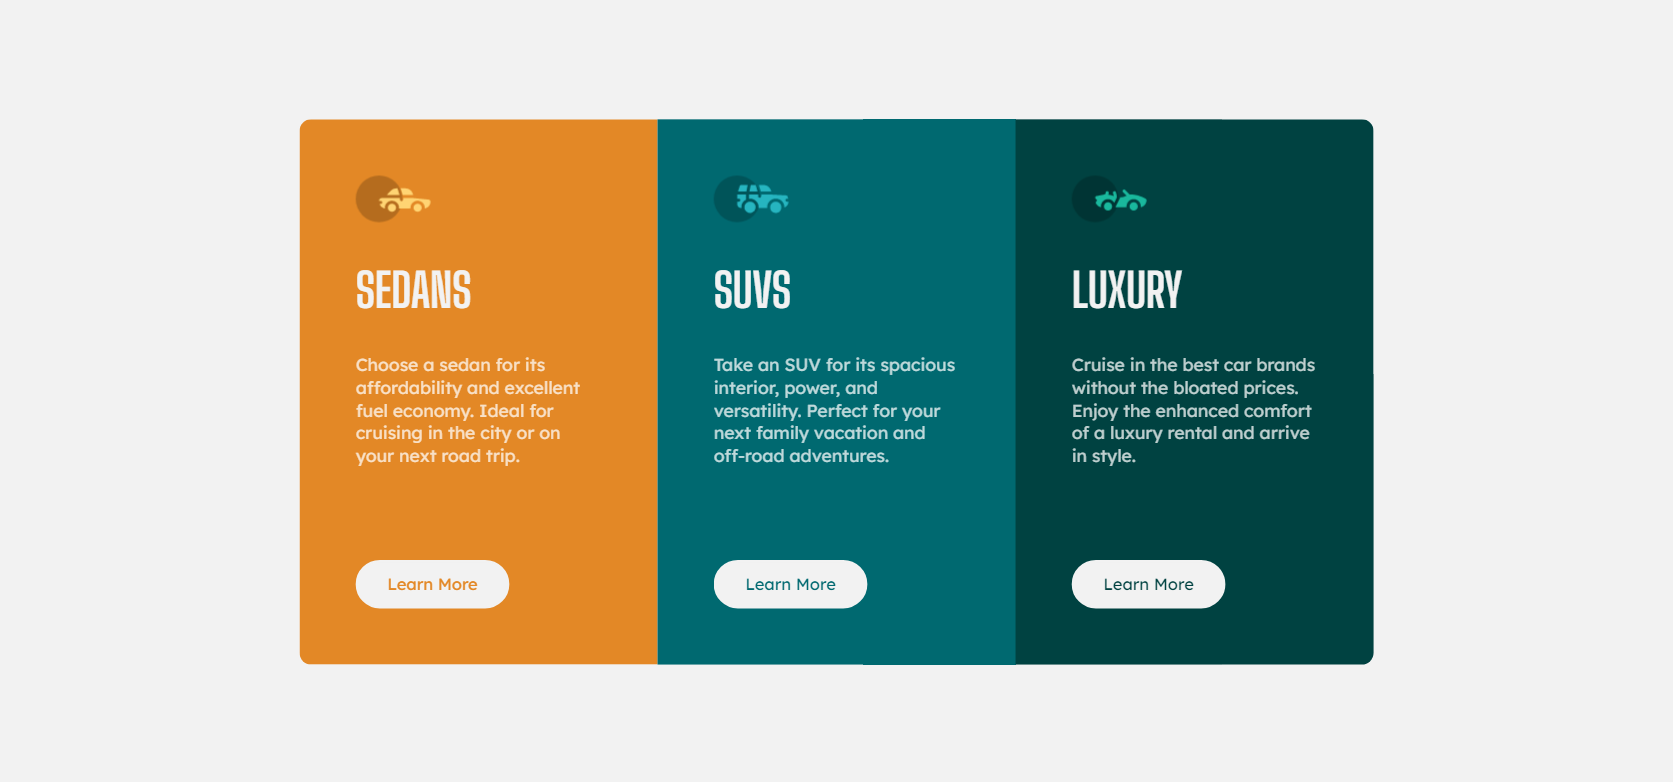 SEDANS
Choose a sedan for its
affordability and excellent
fuel economy. Ideal for
cruising in the city or on
your next road trip.
Learn More
SUVS
Take an SUV for its spacious
interior, power, and
versatility. Perfect for your
next family vacation and
off-road adventures.
Learn More
LUXURY
Cruise in the best car brands
without the bloated prices.
Enjoy the enhanced comfort
of a luxury rental and arrive
in style.
Learn More